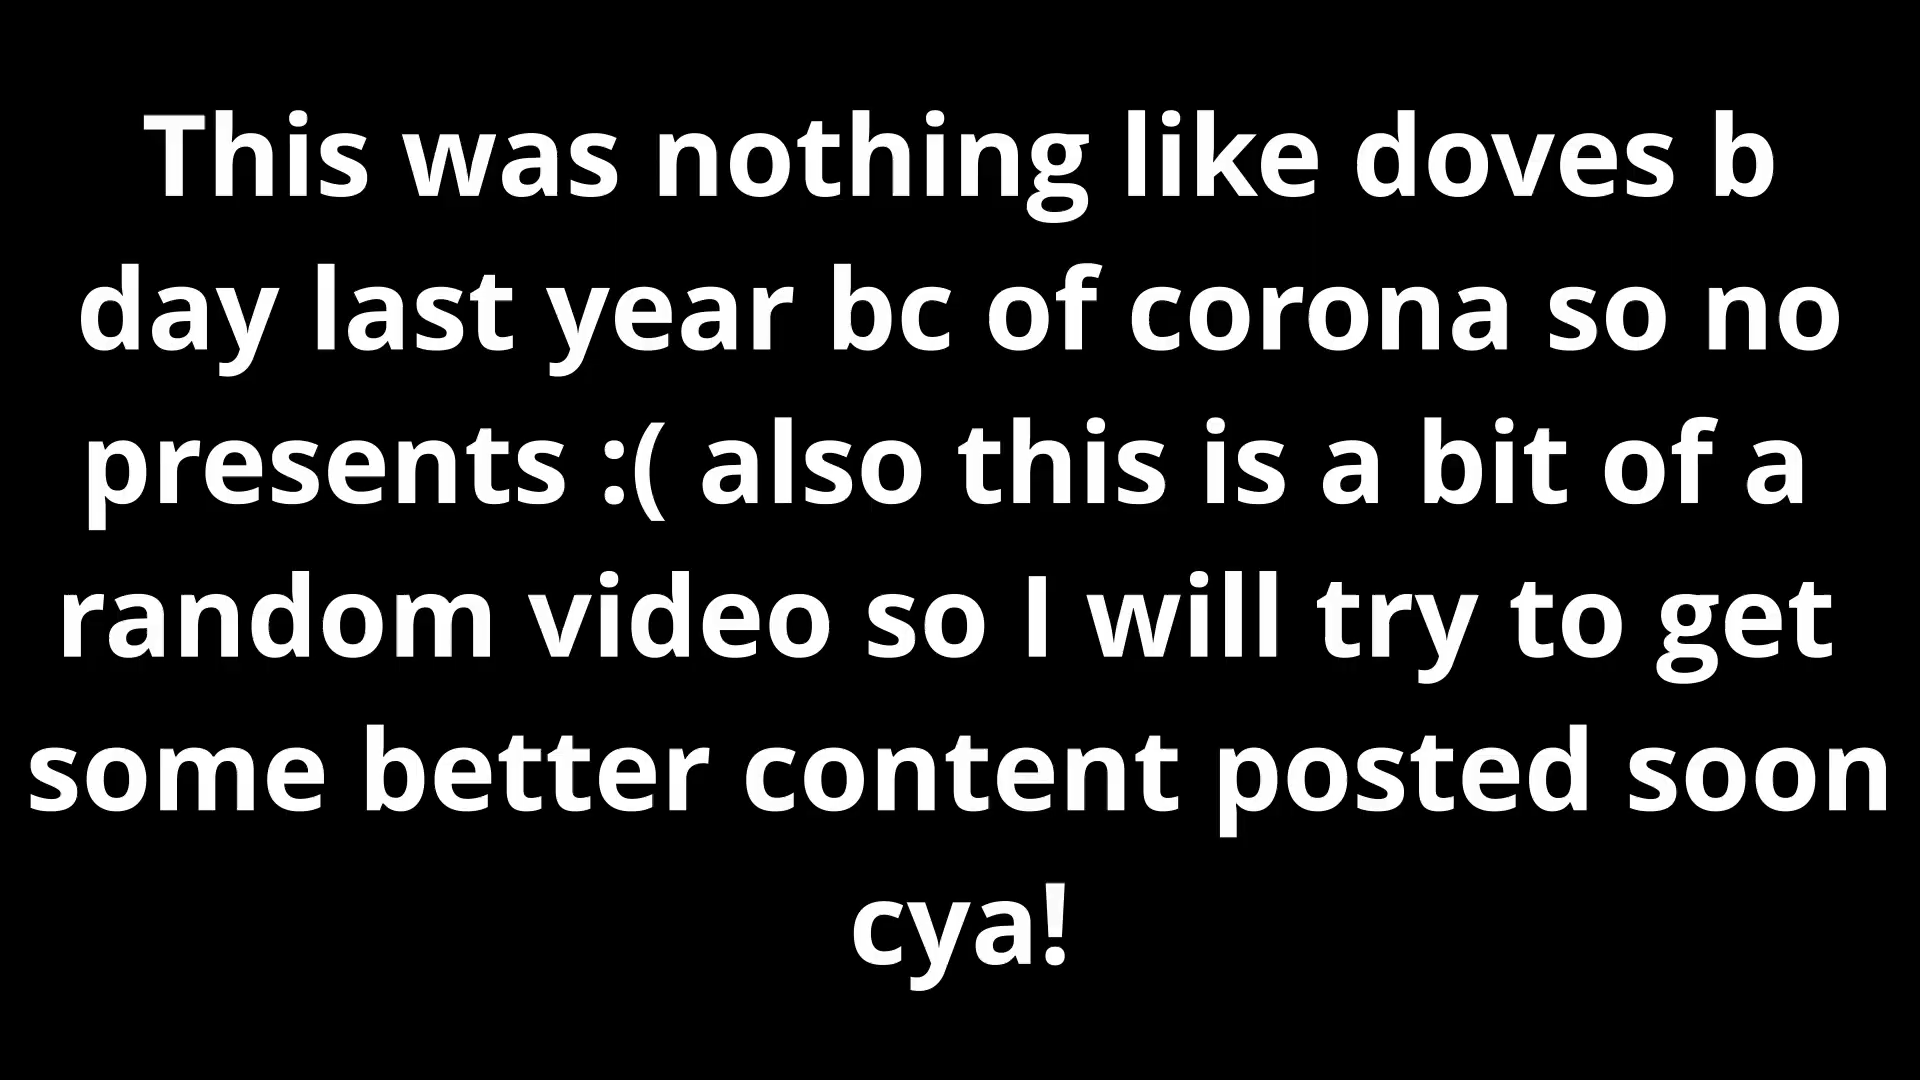 This was nothing like doves b
day last year bc of corona so no
presents :( also this is a bit of a
random video so I will try to get
some better content posted soon
cya!